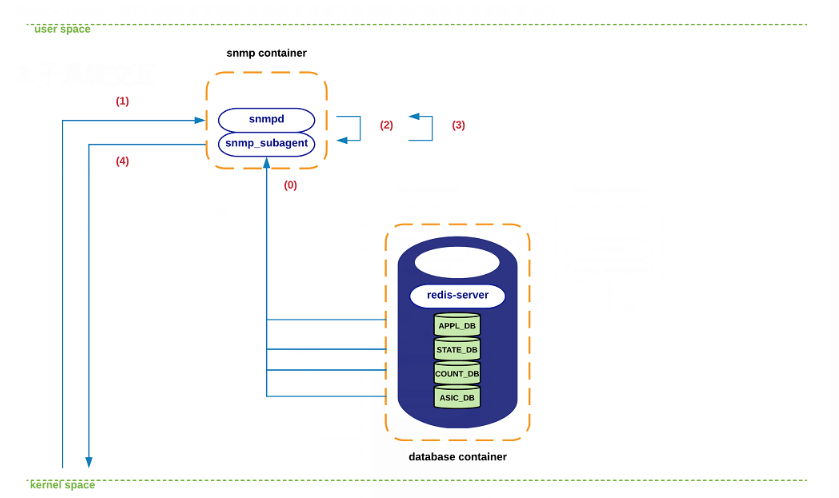 user space
snmp container
(1)
snmpd
(2)
(3)
snmp_subagent
(4)
(0)
redis-server
APPL_DB
STATE_DB
COUNT_DB
ASIC_DB
database container
kernel space